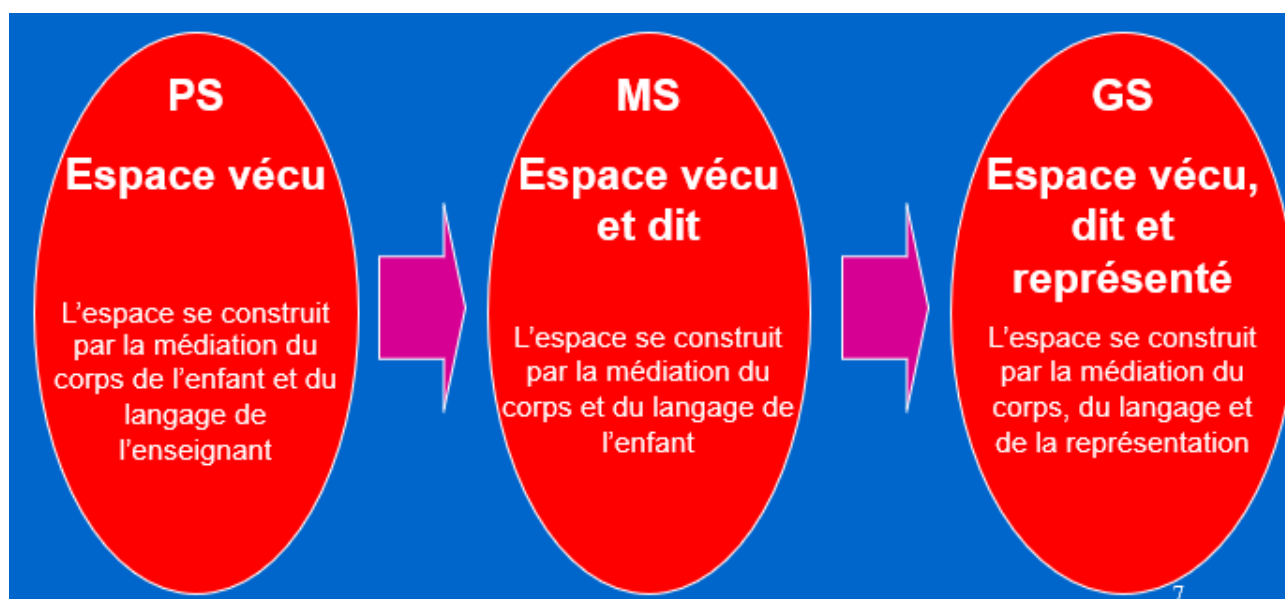 PS
Espace vécu
L’espace se construit
par la médiation du
corps de l’enfant et du
langage de
l’enseignant
MS
Espace vécu
et dit
L’espace se construit
par la médiation du
corps et du langage de
l’enfant
GS
Espace vécu,
dit et
représenté
L’espace se construit
par la médiation du
corps, du langage et
de la représentation
7